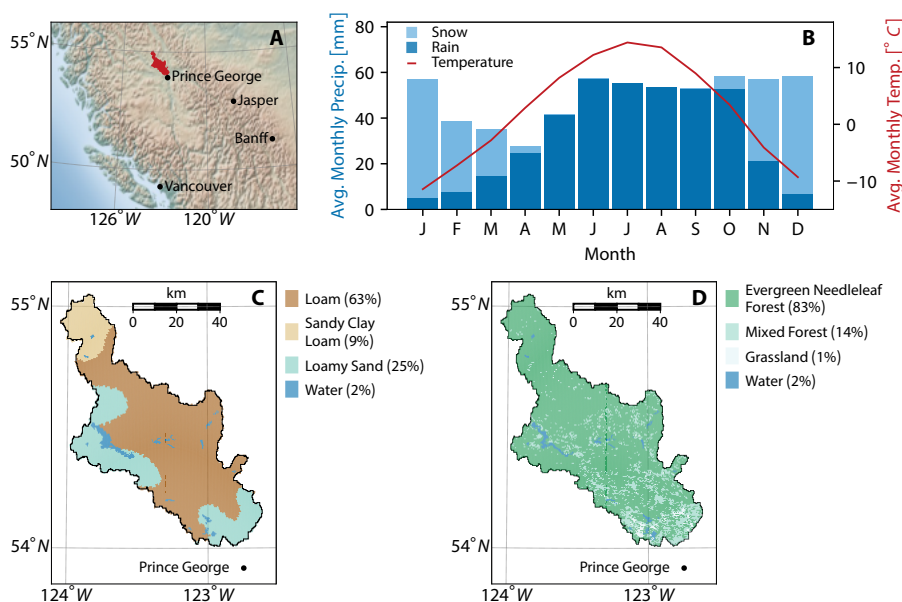 A
55°N
50°N
126°W
120°W
Prince George
Jasper
Banff
Vancouver
B
Avg. Monthly Precip. [mm]
80
60
40
20
0
Snow
Rain
Temperature
10
0
−10
Avg. Monthly Temp. [° C]
J F M A M J J A S O N D
Month
C
55°N
54°N
124°W
123°W
km
0 20 40
Loam (63%)
Sandy Clay
Loam (9%)
Loamy Sand (25%)
Water (2%)
Prince George
D
55°N
54°N
124°W
123°W
km
0 20 40
Evergreen Needleleaf
Forest (83%)
Mixed Forest (14%)
Grassland (1%)
Water (2%)
Prince George